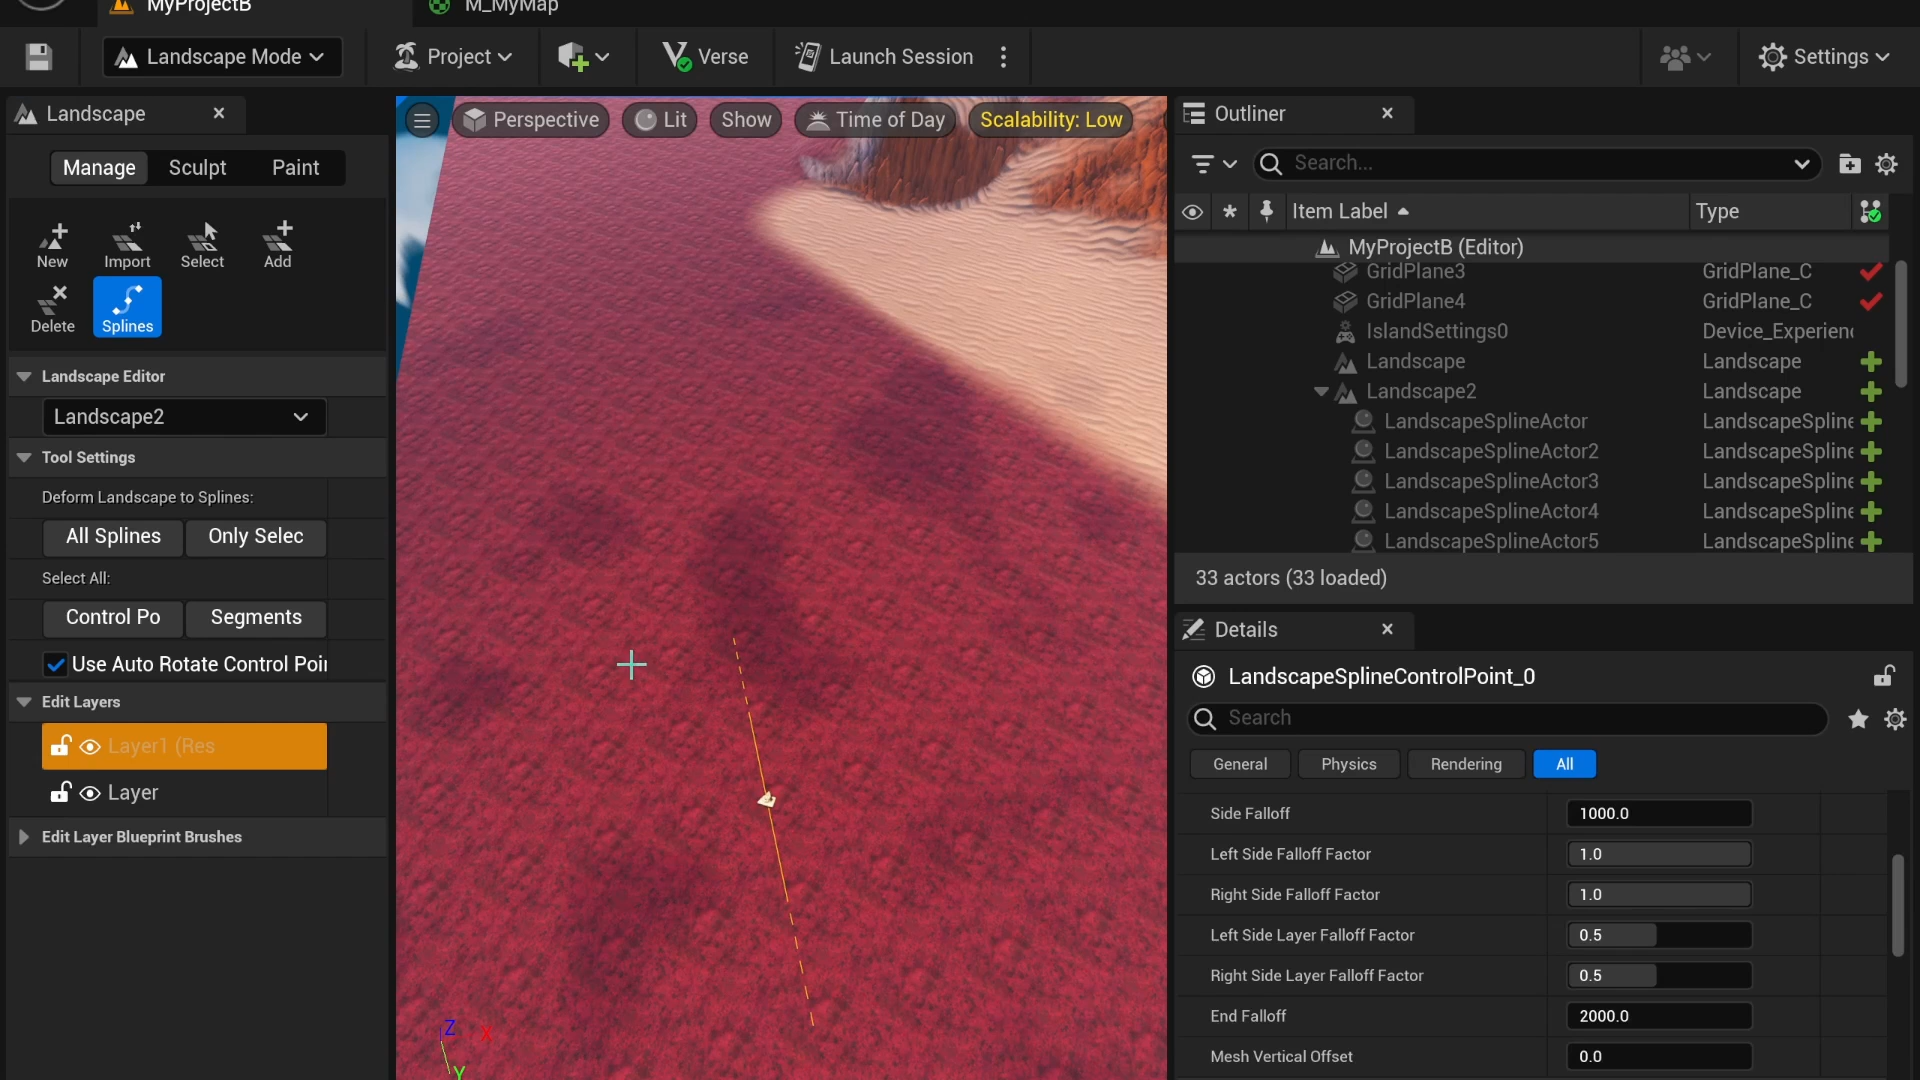 MyProjectB
M_MyMap
Landscape Mode
Project
Verse
Launch Session
Settings
Landscape
Manage
Sculpt
Paint
New
Import
Select
Add
Delete
Splines
Landscape Editor
Landscape2
Tool Settings
Deform Landscape to Splines:
All Splines
Only Selec
Select All:
Control Po
Segments
Use Auto Rotate Control Poi
Edit Layers
Layer1 (Res
Layer
Edit Layer Blueprint Brushes
Perspective
Lit
Show
Time of Day
Scalability: Low
Z
X
Y
Outliner
Search...
Item Label
Type
MyProjectB (Editor)
GridPlane3 GridPlane_C
GridPlane4 GridPlane_C
IslandSettings0 Device_Experien
Landscape Landscape
Landscape2 Landscape
LandscapeSplineActor LandscapeSpline
LandscapeSplineActor2 LandscapeSpline
LandscapeSplineActor3 LandscapeSpline
LandscapeSplineActor4 LandscapeSpline
LandscapeSplineActor5 LandscapeSpline
33 actors (33 loaded)
Details
LandscapeSplineControlPoint_0
Search
General
Physics
Rendering
All
Side Falloff 1000.0
Left Side Falloff Factor 1.0
Right Side Falloff Factor 1.0
Left Side Layer Falloff Factor 0.5
Right Side Layer Falloff Factor 0.5
End Falloff 2000.0
Mesh Vertical Offset 0.0